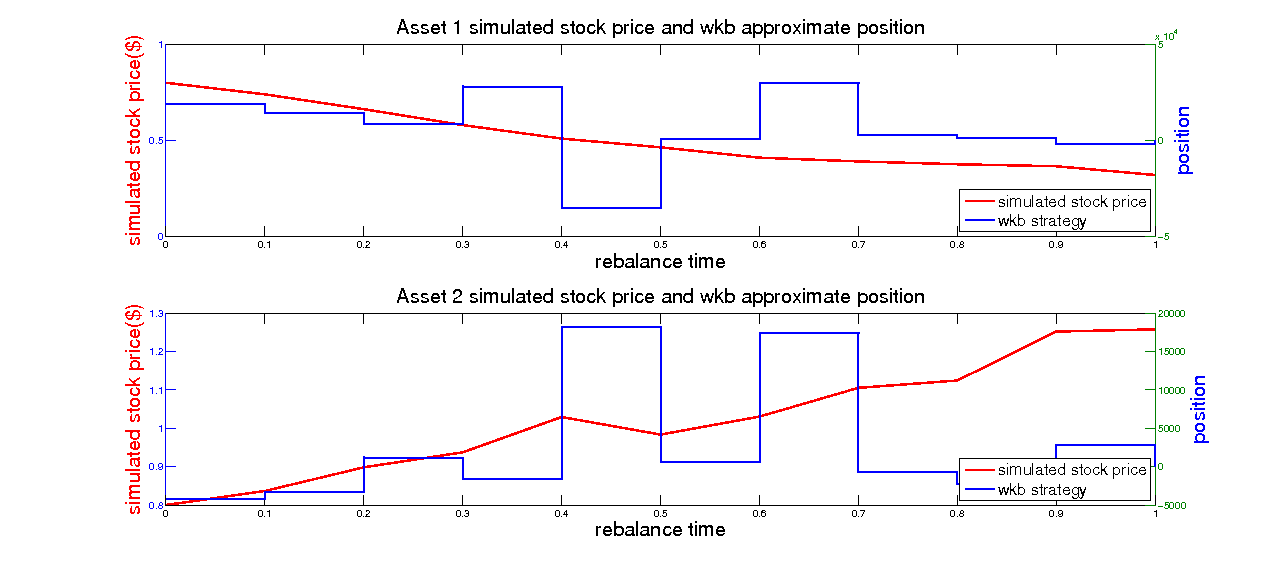 Asset 1 simulated stock price and wkb approximate position
x 10^4
simulated stock price($)
1
0.5
0
5
0
-5
position
simulated stock price
wkb strategy
0 0.1 0.2 0.3 0.4 0.5 0.6 0.7 0.8 0.9 1
rebalance time
Asset 2 simulated stock price and wkb approximate position
simulated stock price($)
1.3
1.2
1.1
1
0.9
0.8
20000
15000
10000
5000
0
-5000
position
simulated stock price
wkb strategy
0 0.1 0.2 0.3 0.4 0.5 0.6 0.7 0.8 0.9 1
rebalance time